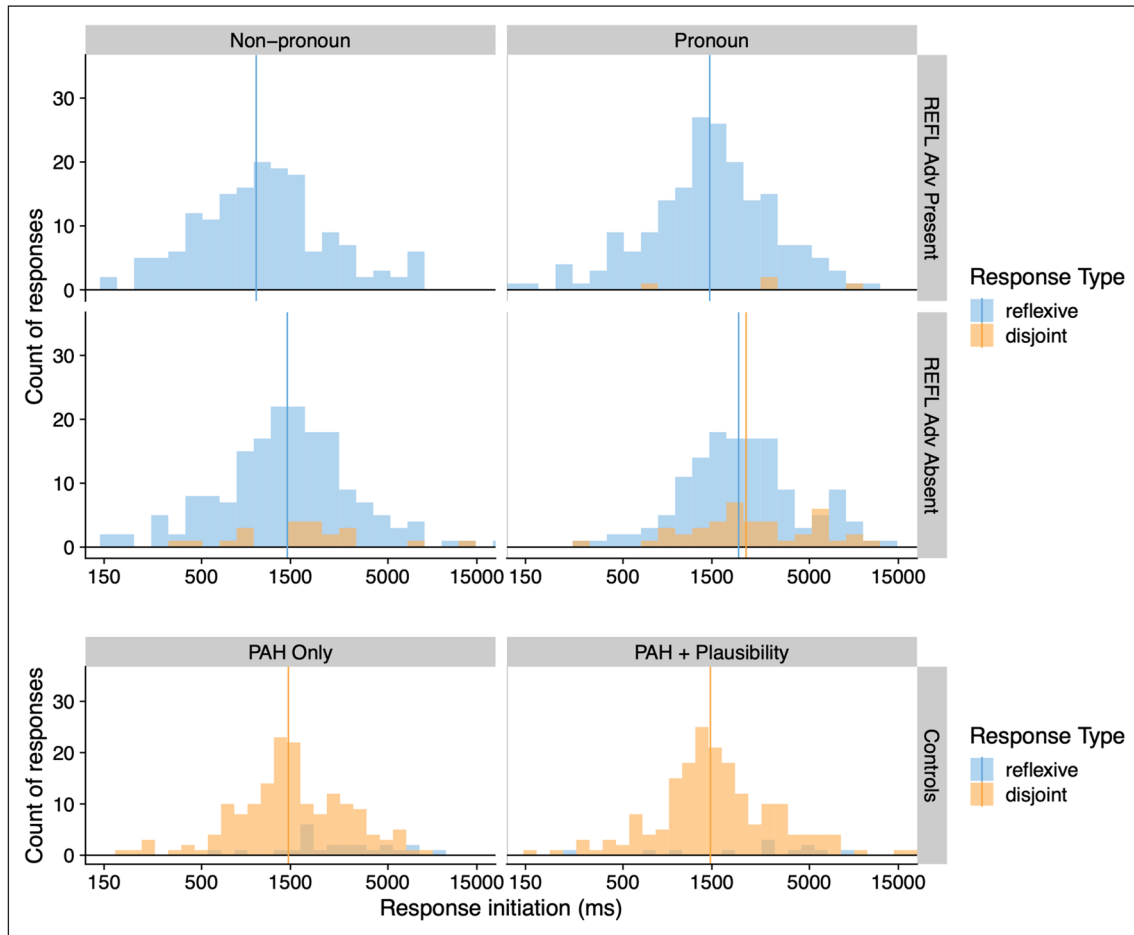 Non-pronoun
Pronoun
Count of responses
30
20
10
0
REFL Adv Present
30
20
10
0
REFL Adv Absent
150 500 1500 5000 15000
150 500 1500 5000 15000
Response Type
reflexive
disjoint
PAH Only
PAH + Plausibility
Count of responses
30
20
10
0
Controls
150 500 1500 5000 15000
150 500 1500 5000 15000
Response initiation (ms)
Response Type
reflexive
disjoint